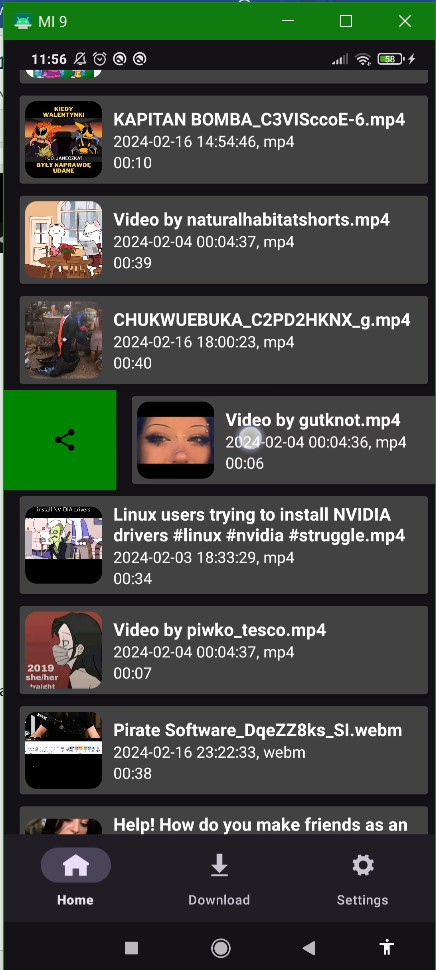 MI 9
11:56
58
KIEDY
WALENTYNKI
CO JANECZKA?
BYŁY NAPRAWDĘ
UDANE
KAPITAN BOMBA_C3VISccoE-6.mp4
2024-02-16 14:54:46, mp4
00:10
Video by naturalhabitatshorts.mp4
2024-02-04 00:04:37, mp4
00:39
CHUKWUEBUKA_C2PD2HKNX_g.mp4
2024-02-16 18:00:23, mp4
00:40
Video by gutknot.mp4
2024-02-04 00:04:36, mp4
00:06
install NVIDIA drivers
Linux users trying to install NVIDIA
drivers #linux #nvidia #struggle.mp4
2024-02-03 18:33:29, mp4
00:34
2019
she/her
Video by piwko_tesco.mp4
2024-02-04 00:04:37, mp4
00:07
Pirate Software_DqeZZ8ks_SI.webm
2024-02-16 23:22:33, webm
00:38
Help! How do you make friends as an
Home
Download
Settings